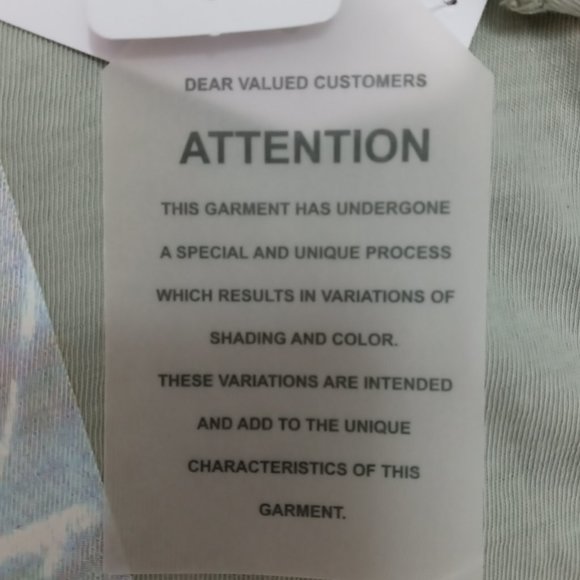 DEAR VALUED CUSTOMERS
ATTENTION
THIS GARMENT HAS UNDERGONE
A SPECIAL AND UNIQUE PROCESS
WHICH RESULTS IN VARIATIONS OF
SHADING AND COLOR.
THESE VARIATIONS ARE INTENDED
AND ADD TO THE UNIQUE
CHARACTERISTICS OF THIS
GARMENT.